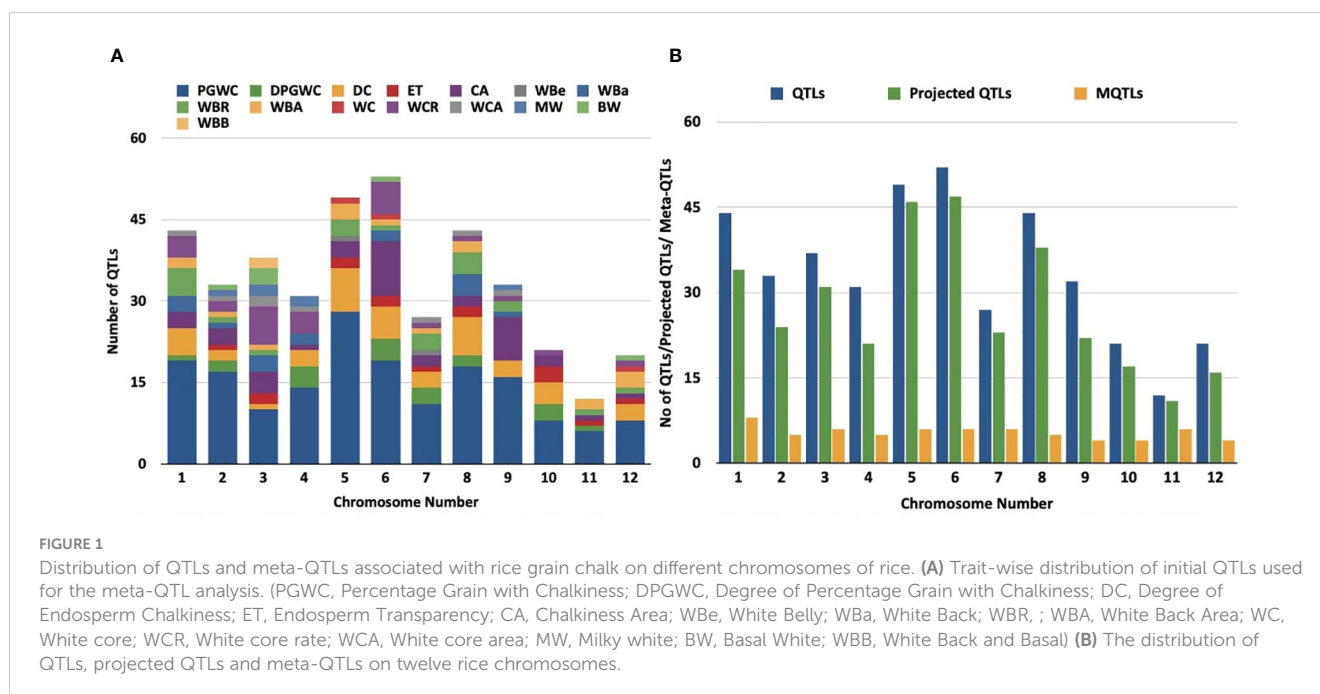 A
PGWC DPGWC DC ET CA WBe WBa
WBR WBA WC WCR WCA MW BW
WBB
60
45
30
15
0
Number of QTLs
1 2 3 4 5 6 7 8 9 10 11 12
Chromosome Number
B
QTLs Projected QTLs MQTLs
60
45
30
15
0
No of QTLs/Projected QTLs/ Meta-QTLs
1 2 3 4 5 6 7 8 9 10 11 12
Chromosome Number
FIGURE 1
Distribution of QTLs and meta-QTLs associated with rice grain chalk on different chromosomes of rice. (A) Trait-wise distribution of initial QTLs used
for the meta-QTL analysis. (PGWC, Percentage Grain with Chalkiness; DPGWC, Degree of Percentage Grain with Chalkiness; DC, Degree of
Endosperm Chalkiness; ET, Endosperm Transparency; CA, Chalkiness Area; WBe, White Belly; WBa, White Back; WBR, ; WBA, White Back Area; WC,
White core; WCR, White core rate; WCA, White core area; MW, Milky white; BW, Basal White; WBB, White Back and Basal) (B) The distribution of
QTLs, projected QTLs and meta-QTLs on twelve rice chromosomes.